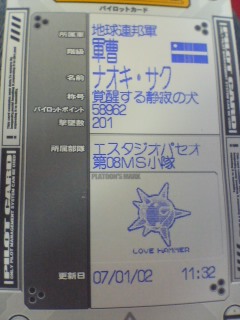 パイロットカード
所属軍 地球連邦軍
階級 軍曹
名前 ナオキ・サク
称号 覚醒する静寂の犬
パイロットポイント 58962
撃墜数 201
所属部隊 エスタジオパセオ
第08MS小隊
PLATOON'S MARK
LOVE HAMMER
更新日 07/01/02 11:32
PILOT CARD